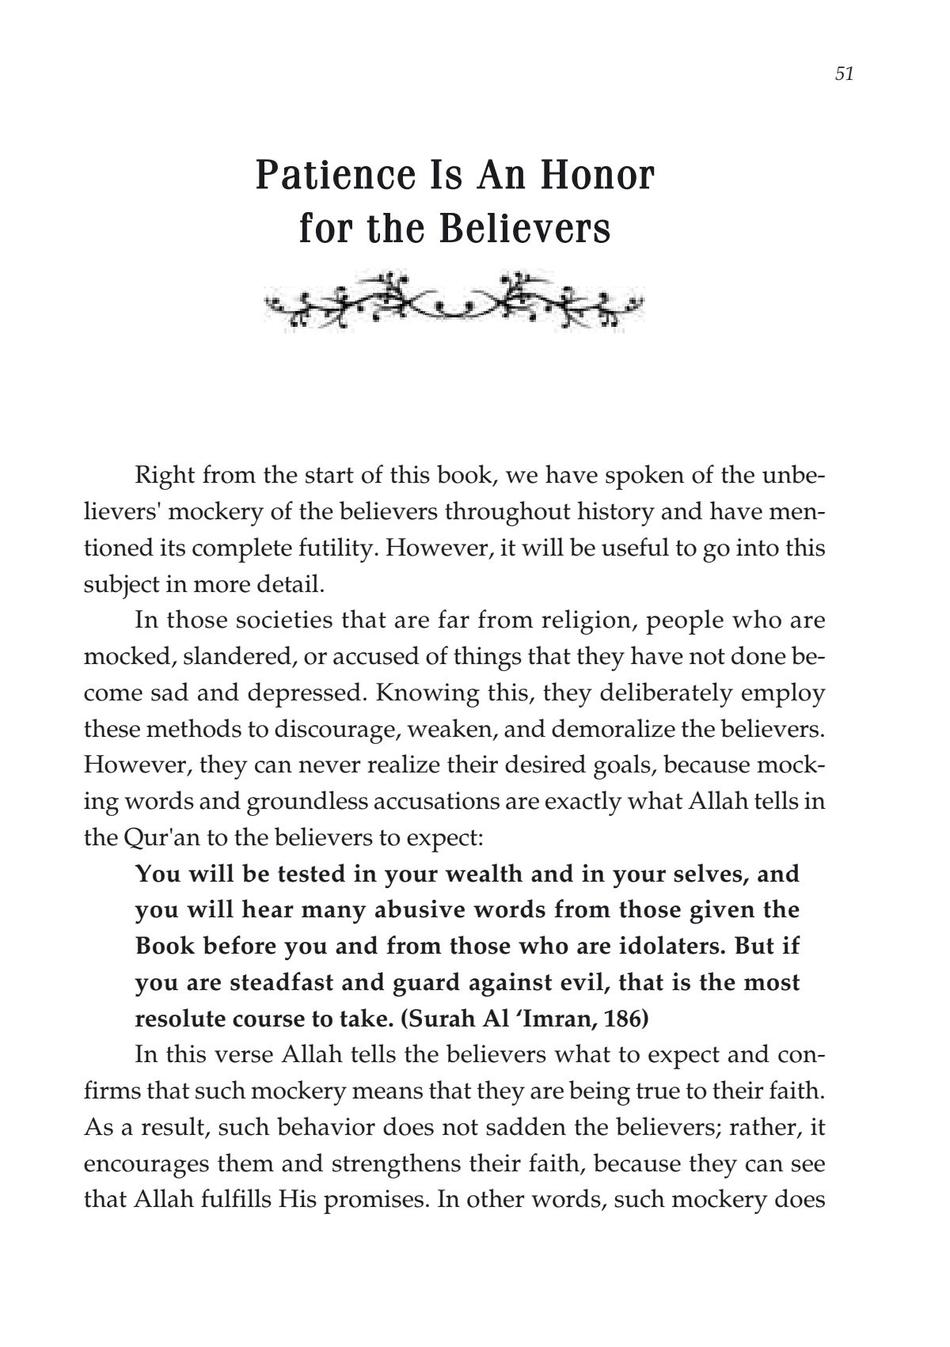 51
Patience Is An Honor
for the Believers
Right from the start of this book, we have spoken of the unbe-
lievers' mockery of the believers throughout history and have men-
tioned its complete futility. However, it will be useful to go into this
subject in more detail.
In those societies that are far from religion, people who are
mocked, slandered, or accused of things that they have not done be-
come sad and depressed. Knowing this, they deliberately employ
these methods to discourage, weaken, and demoralize the believers.
However, they can never realize their desired goals, because mock-
ing words and groundless accusations are exactly what Allah tells in
the Qur'an to the believers to expect:
You will be tested in your wealth and in your selves, and
you will hear many abusive words from those given the
Book before you and from those who are idolaters. But if
you are steadfast and guard against evil, that is the most
resolute course to take. (Surah Al ‘Imran, 186)
In this verse Allah tells the believers what to expect and con-
firms that such mockery means that they are being true to their faith.
As a result, such behavior does not sadden the believers; rather, it
encourages them and strengthens their faith, because they can see
that Allah fulfills His promises. In other words, such mockery does